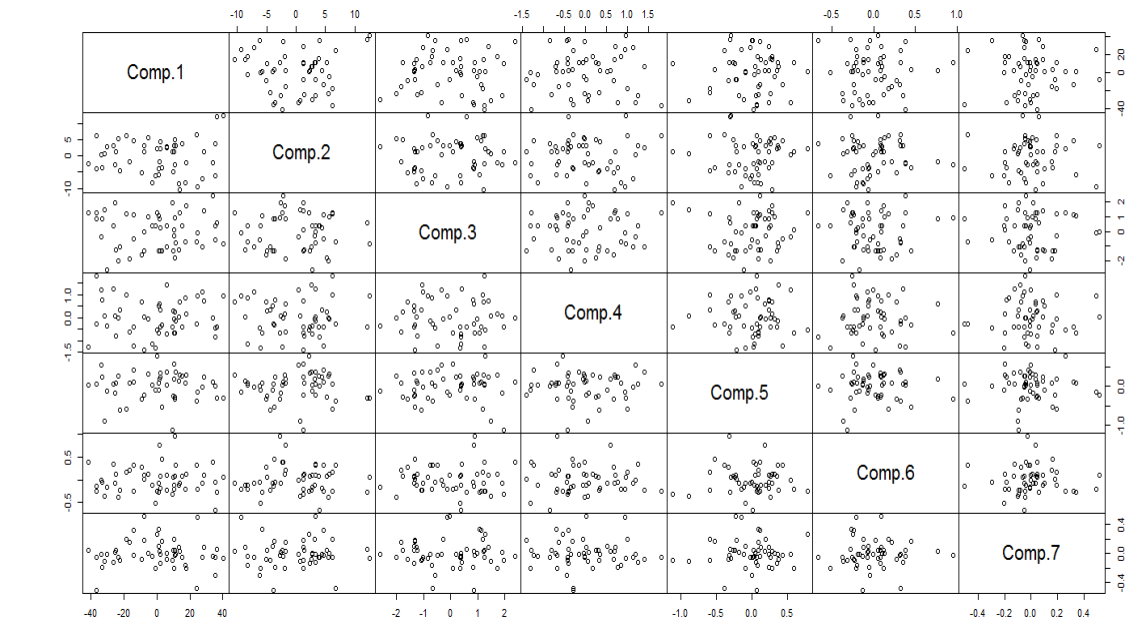 -10 -5 0 5 10 -1.5 -0.5 0.0 0.5 1.0 1.5 -0.5 0.0 0.5 1.0
Comp.1 -40 0 20
-10 0 5 Comp.2
Comp.3 -2 0 1 2
-1.5 0.0 1.0 Comp.4
Comp.5 -1.0 0.0
-0.5 0.5 Comp.6
Comp.7 -0.4 0.0 0.4
-40 -20 0 20 40 -2 -1 0 1 2 -1.0 0.0 0.5 -0.4 -0.2 0.0 0.2 0.4